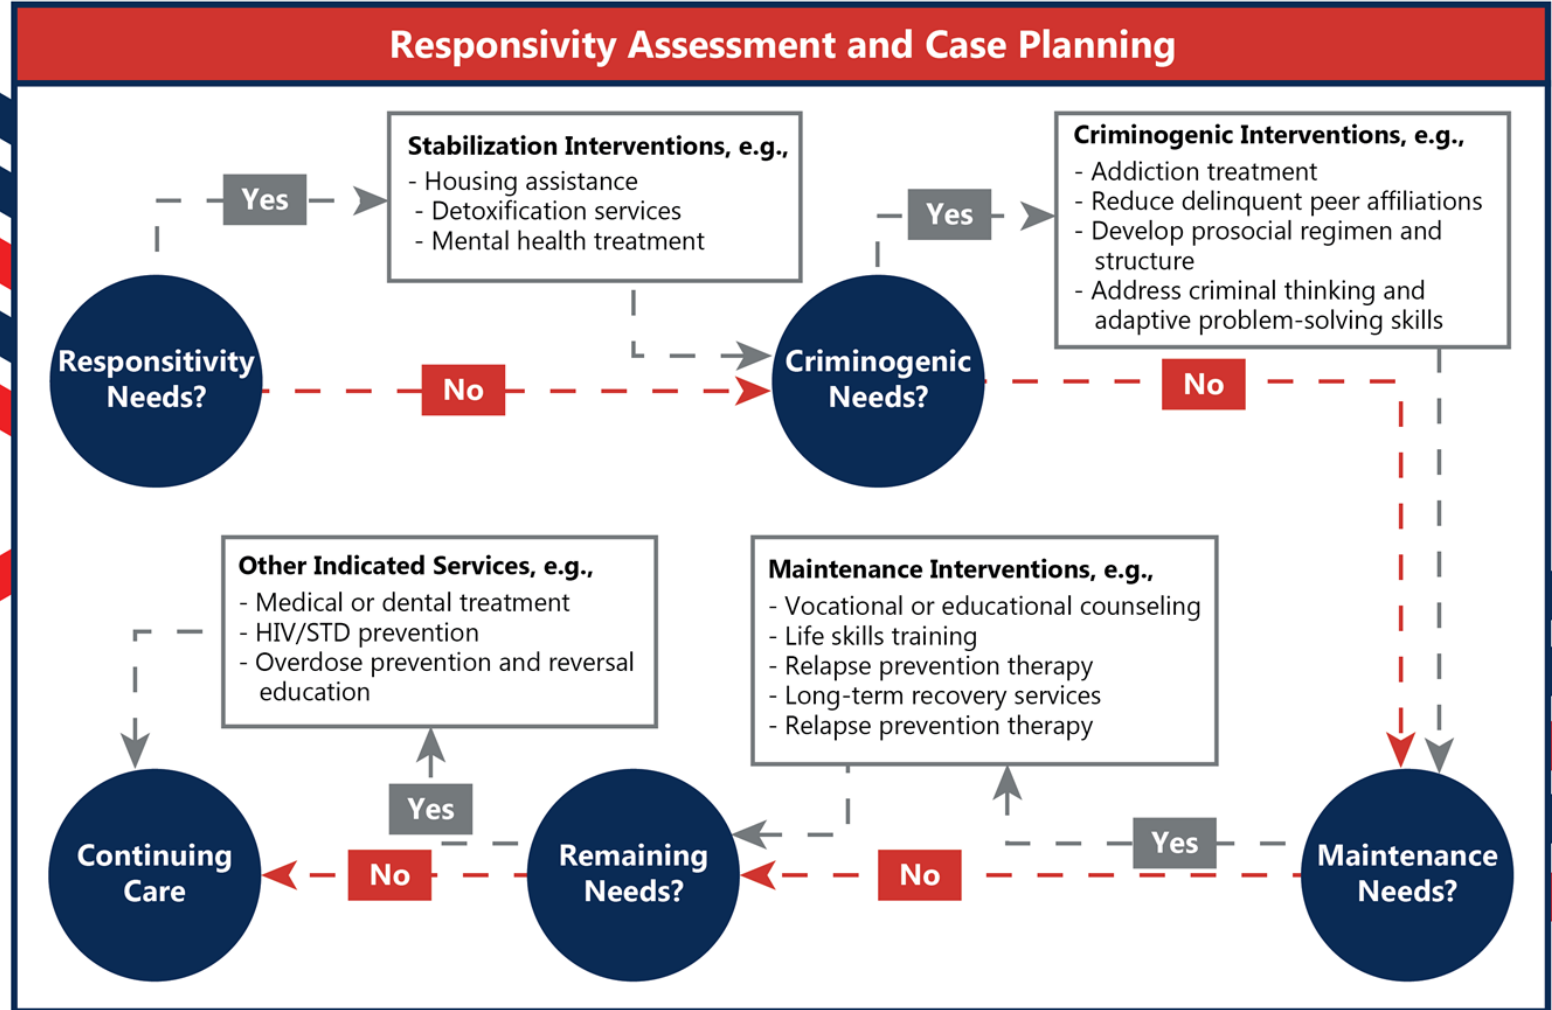 Responsivity Assessment and Case Planning
Stabilization Interventions, e.g.,
- Housing assistance
- Detoxification services
- Mental health treatment
Yes
Criminogenic Interventions, e.g.,
- Addiction treatment
- Reduce delinquent peer affiliations
- Develop prosocial regimen and
structure
- Address criminal thinking and
adaptive problem-solving skills
Yes
Responsitivity
Needs?
No
Criminogenic
Needs?
No
Other Indicated Services, e.g.,
- Medical or dental treatment
- HIV/STD prevention
- Overdose prevention and reversal
education
Maintenance Interventions, e.g.,
- Vocational or educational counseling
- Life skills training
- Relapse prevention therapy
- Long-term recovery services
- Relapse prevention therapy
Yes
Yes
Continuing
Care
No
Remaining
Needs?
No
Maintenance
Needs?